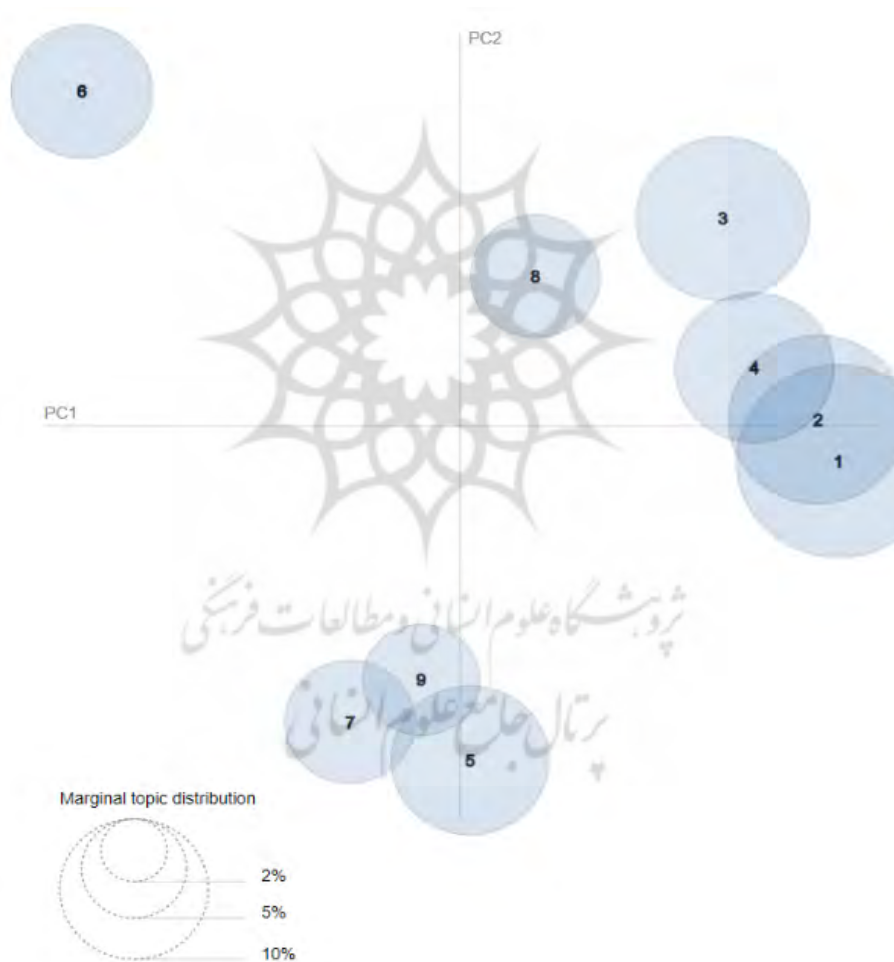 PC2
6
3
8
4
PC1
2
1
پژوهشگاه علوم انسانی و مطالعات فرهنگی
9
پرتال جامع علوم انسانی
7
5
Marginal topic distribution
2%
5%
10%